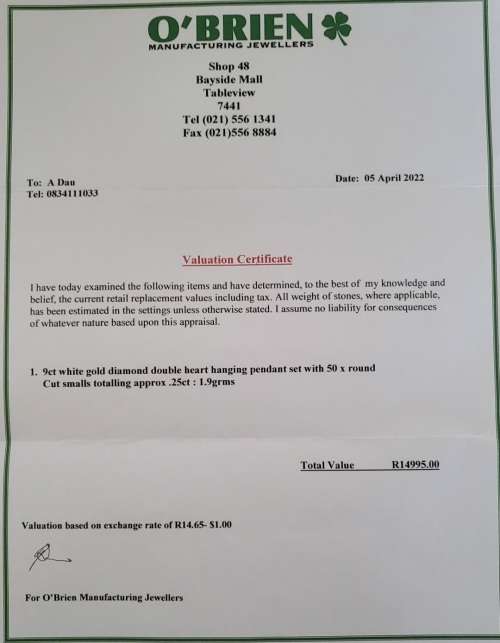 O'BRIEN
MANUFACTURING JEWELLERS
Shop 48
Bayside Mall
Tableview
7441
Tel (021) 556 1341
Fax (021)556 8884
To: A Dau
Date: 05 April 2022
Tel: 0834111033
Valuation Certificate
I have today examined the following items and have determined, to the best of my knowledge and
belief, the current retail replacement values including tax. All weight of stones, where applicable,
has been estimated in the settings unless otherwise stated. I assume no liability for consequences
of whatever nature based upon this appraisal.
1. 9ct white gold diamond double heart hanging pendant set with 50 x round
Cut smalls totalling approx .25ct : 1.9grms
Total Value R14995.00
Valuation based on exchange rate of R14.65- $1.00
For O'Brien Manufacturing Jewellers